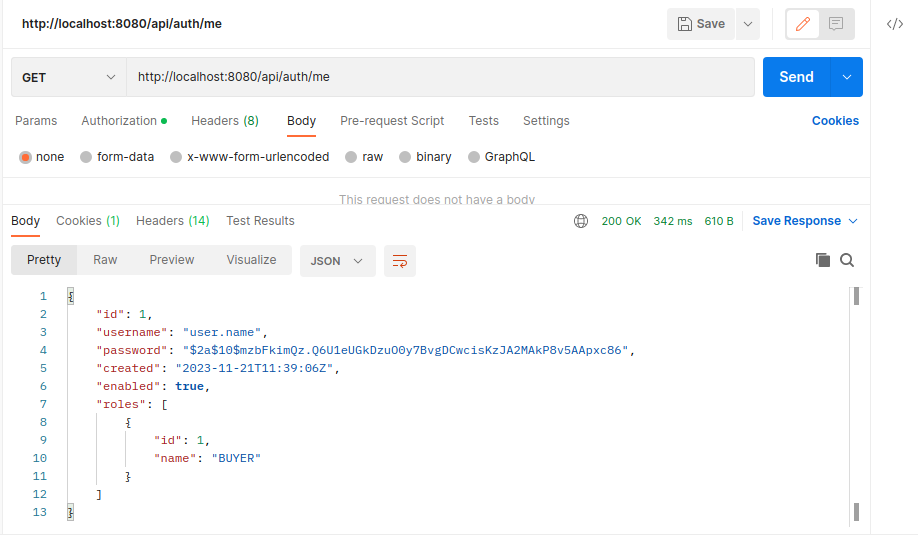 http://localhost:8080/api/auth/me
Save
GET
http://localhost:8080/api/auth/me
Send
Params Authorization Headers (8) Body Pre-request Script Tests Settings Cookies
none form-data x-www-form-urlencoded raw binary GraphQL
This request does not have a body
Body Cookies (1) Headers (14) Test Results 200 OK 342 ms 610 B Save Response
Pretty Raw Preview Visualize JSON
1 {
2 "id": 1,
3 "username": "user.name",
4 "password": "$2a$10$mzbFkimQz.Q6U1eUGkDzuO0y7BvgDCwcisKzJA2MAkP8v5AApxc86",
5 "created": "2023-11-21T11:39:06Z",
6 "enabled": true,
7 "roles": [
8 {
9 "id": 1,
10 "name": "BUYER"
11 }
12 ]
13 }